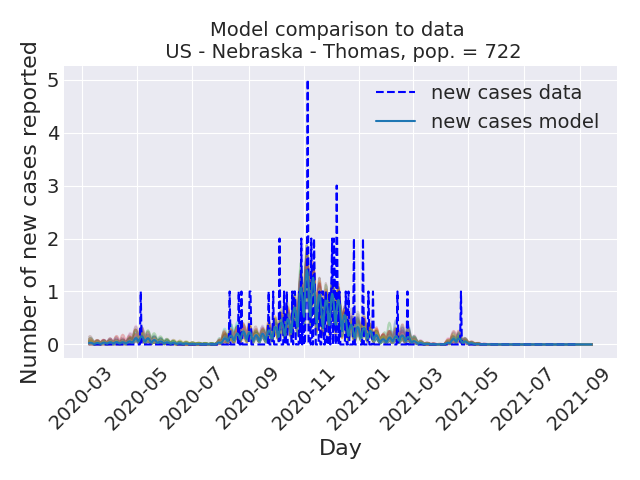 Model comparison to data
US - Nebraska - Thomas, pop. = 722
Number of new cases reported
5
4
3
2
1
0
new cases data
new cases model
2020-03
2020-05
2020-07
2020-09
2020-11
2021-01
2021-03
2021-05
2021-07
2021-09
Day